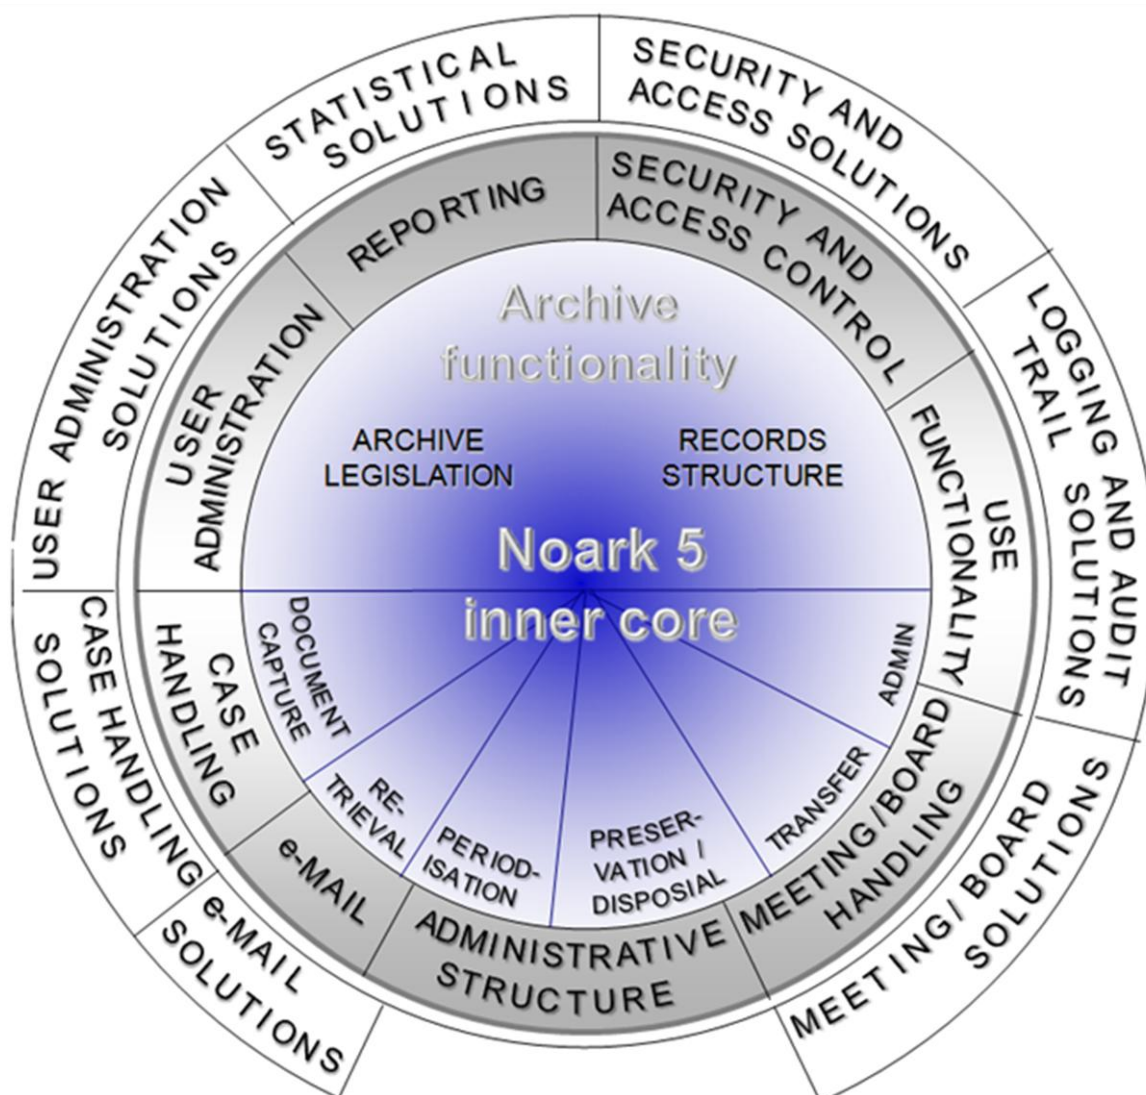 STATISTICAL
SOLUTIONS
SECURITY AND
ACCESS SOLUTIONS
LOGGING AND AUDIT
TRAIL SOLUTIONS
MEETING/ BOARD
SOLUTIONS
e-MAIL
SOLUTIONS
CASE HANDLING
SOLUTIONS
USER ADMINISTRATION
SOLUTIONS
REPORTING
SECURITY AND
ACCESS CONTROL
USE
FUNCTIONALITY
MEETING/BOARD
HANDLING
ADMINISTRATIVE
STRUCTURE
e-MAIL
CASE
HANDLING
USER
ADMINISTRATION
Archive
functionality
ARCHIVE
LEGISLATION
RECORDS
STRUCTURE
Noark 5
inner core
DOCUMENT
CAPTURE
RE-
TRIEVAL
PERIOD-
ISATION
PRESER-
VATION /
DISPOSIAL
TRANSFER
ADMIN